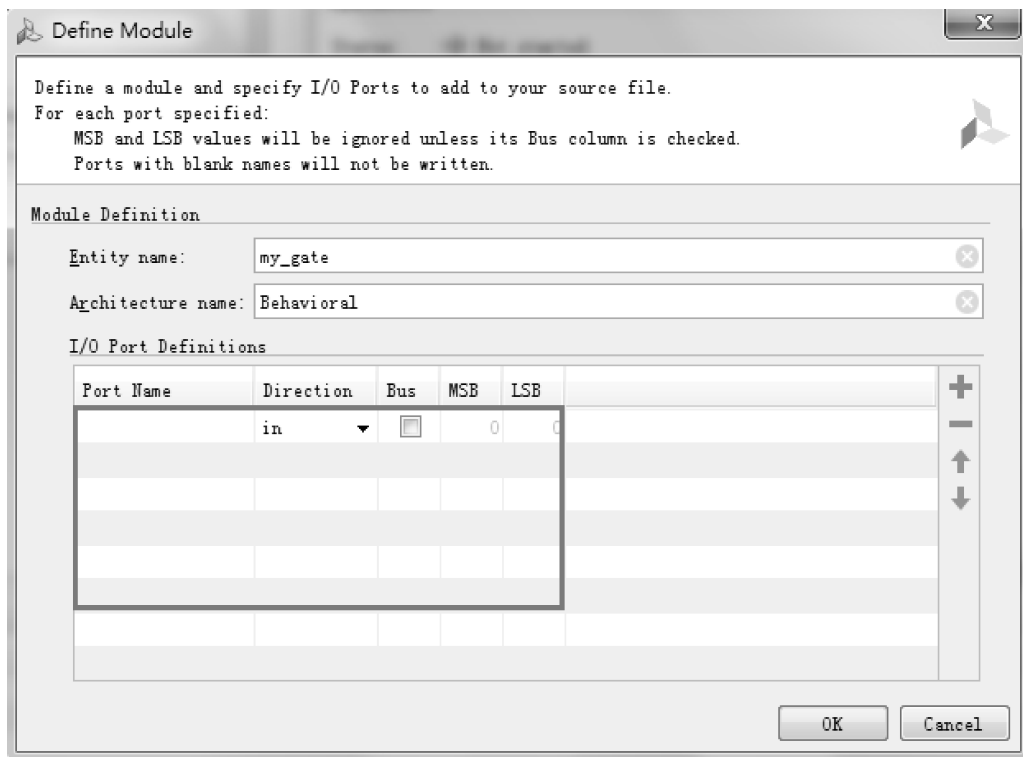 Define Module
Define a module and specify I/O Ports to add to your source file.
For each port specified:
MSB and LSB values will be ignored unless its Bus column is checked.
Ports with blank names will not be written.
Module Definition
Entity name: my_gate
Architecture name: Behavioral
I/O Port Definitions
Port Name Direction Bus MSB LSB
in 0 0
OK Cancel